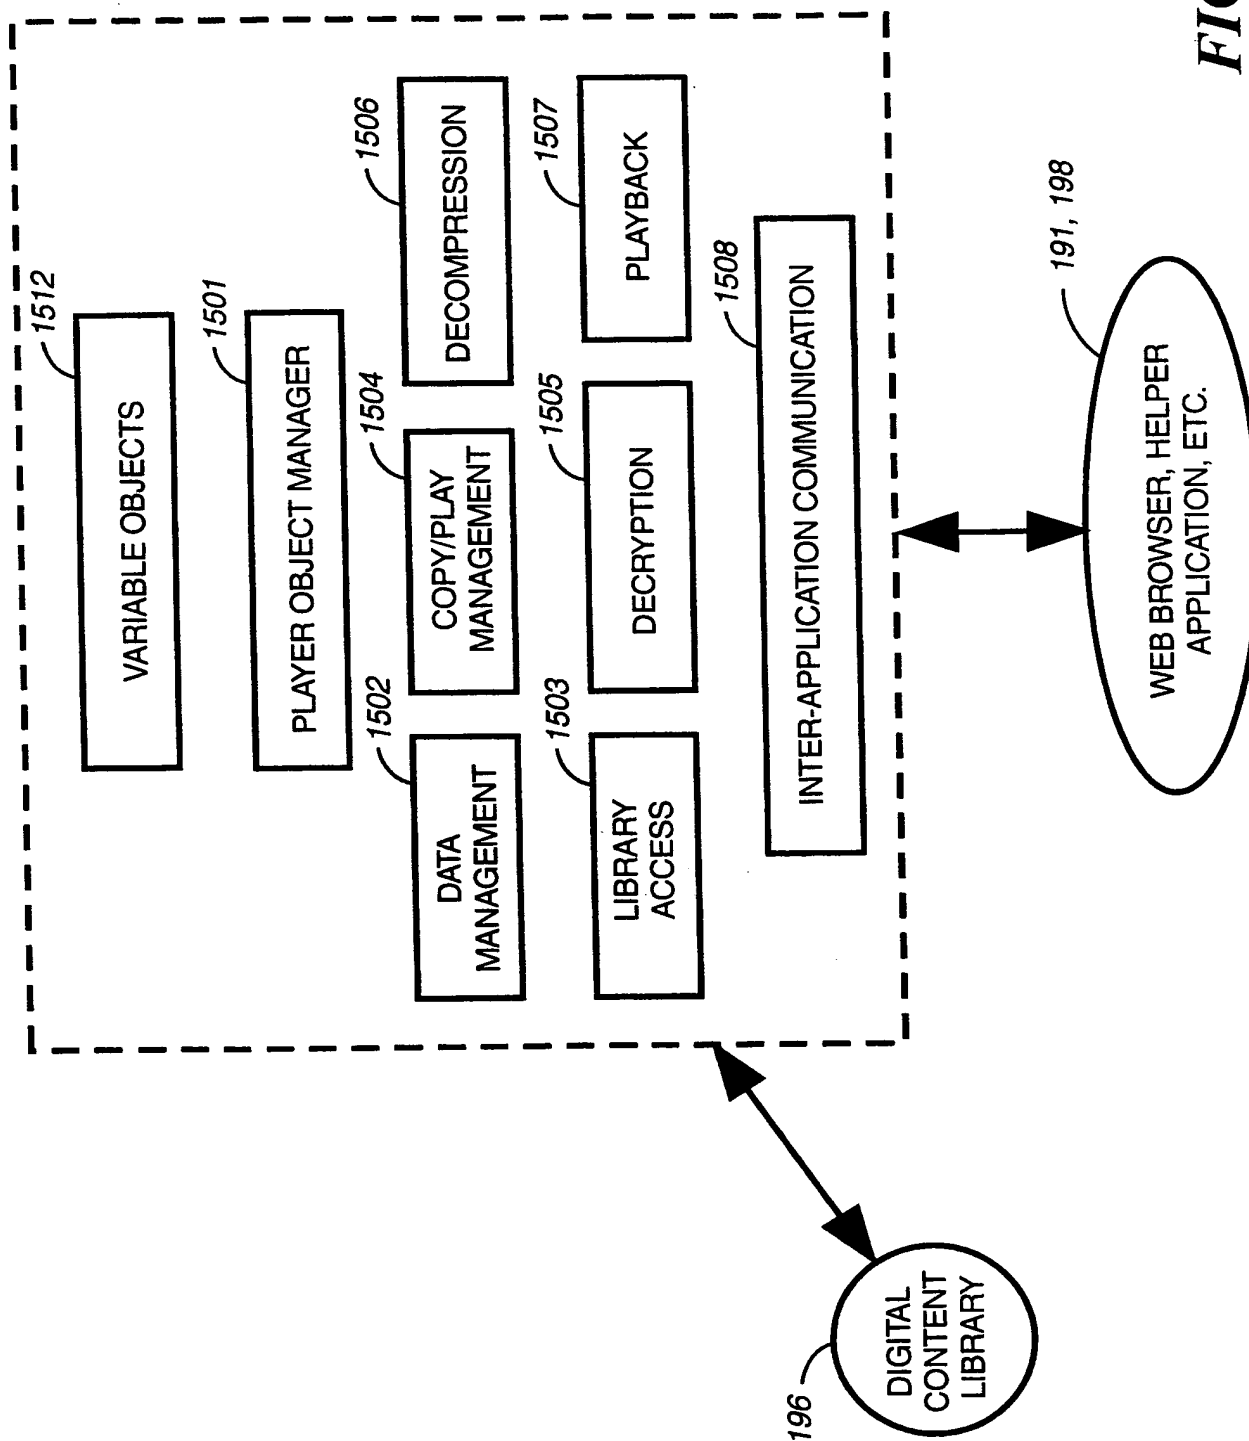 1512
VARIABLE OBJECTS
1501
PLAYER OBJECT MANAGER
1502
DATA
MANAGEMENT
1504
COPY/PLAY
MANAGEMENT
1506
DECOMPRESSION
1503
LIBRARY
ACCESS
1505
DECRYPTION
1507
PLAYBACK
1508
INTER-APPLICATION COMMUNICATION
196
DIGITAL
CONTENT
LIBRARY
191, 198
WEB BROWSER, HELPER
APPLICATION, ETC.